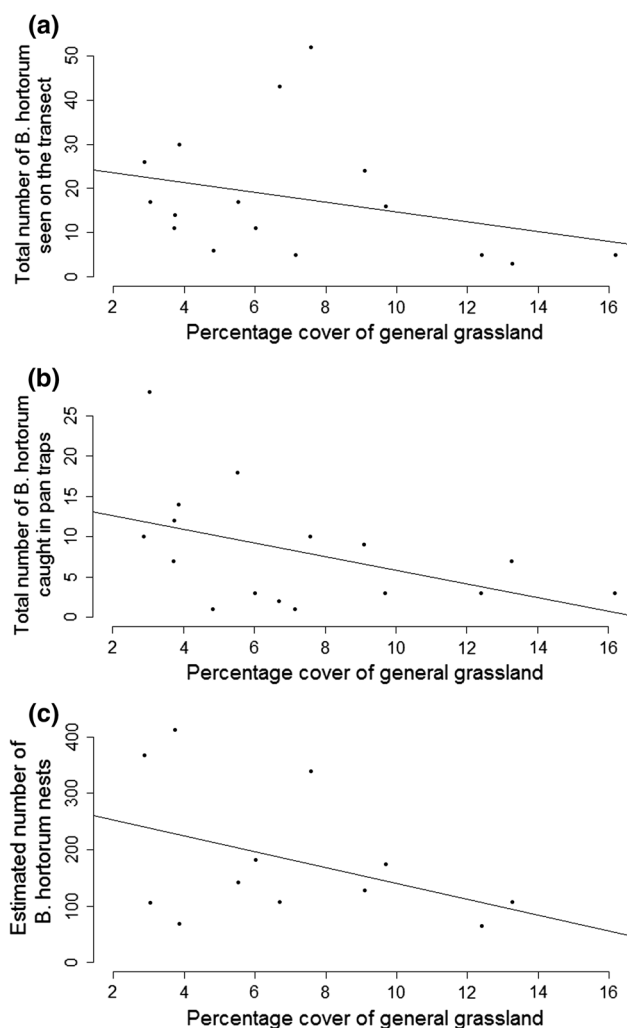 (a)
Total number of B. hortorum
seen on the transect
50
40
30
20
10
0
2 4 6 8 10 12 14 16
Percentage cover of general grassland
(b)
Total number of B. hortorum
caught in pan traps
25
20
15
10
5
0
2 4 6 8 10 12 14 16
Percentage cover of general grassland
(c)
Estimated number of
B. hortorum nests
400
300
200
100
0
2 4 6 8 10 12 14 16
Percentage cover of general grassland